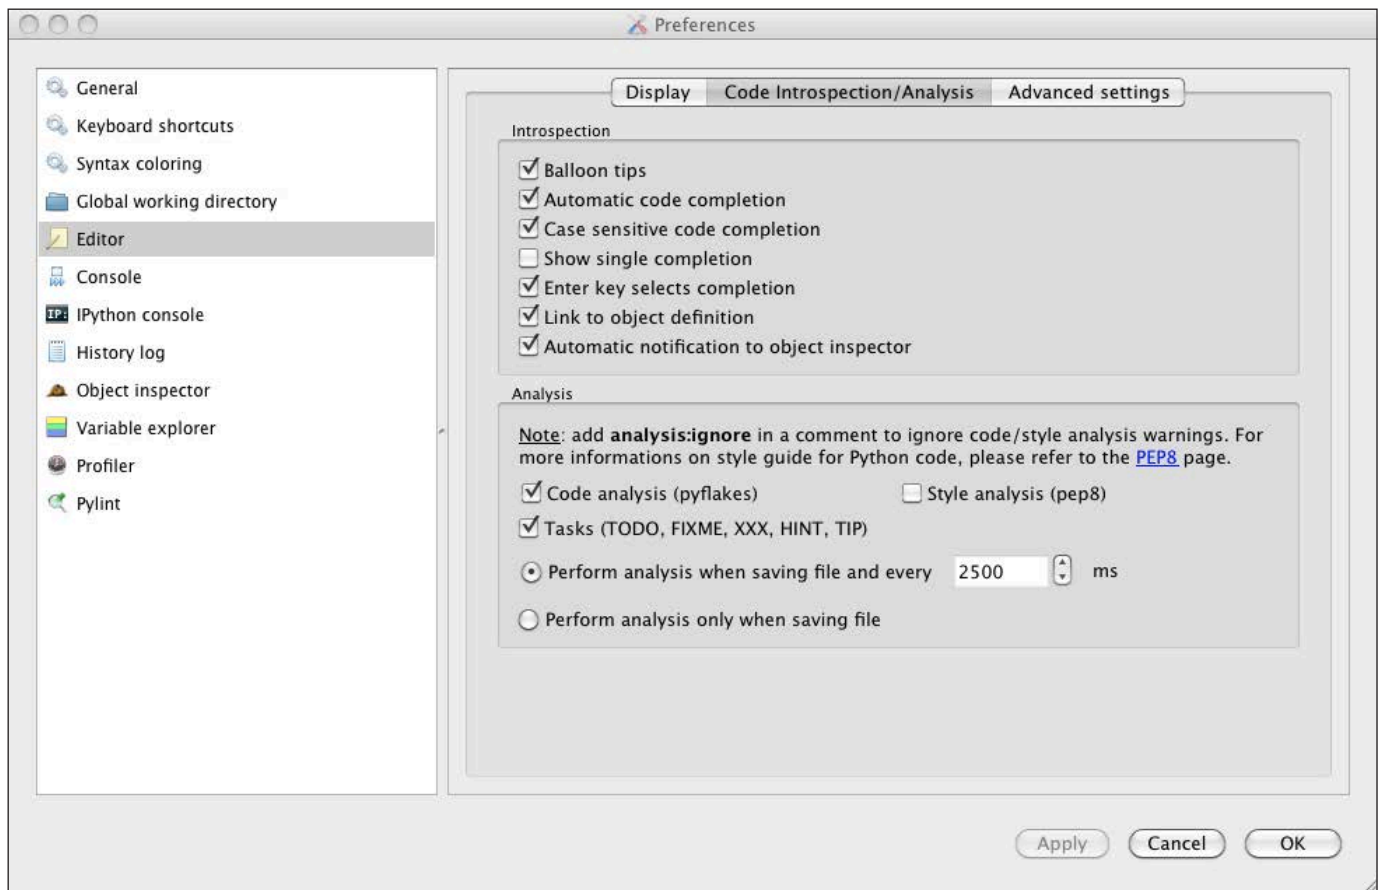 Preferences
General
Keyboard shortcuts
Syntax coloring
Global working directory
Editor
Console
IP:
IPython console
History log
Object inspector
Variable explorer
Profiler
Pylint
Display
Code Introspection/Analysis
Advanced settings
Introspection
Balloon tips
Automatic code completion
Case sensitive code completion
Show single completion
Enter key selects completion
Link to object definition
Automatic notification to object inspector
Analysis
Note: add analysis:ignore in a comment to ignore code/style analysis warnings. For
more informations on style guide for Python code, please refer to the PEP8 page.
Code analysis (pyflakes)
Style analysis (pep8)
Tasks (TODO, FIXME, XXX, HINT, TIP)
Perform analysis when saving file and every 2500 ms
Perform analysis only when saving file
Apply
Cancel
OK